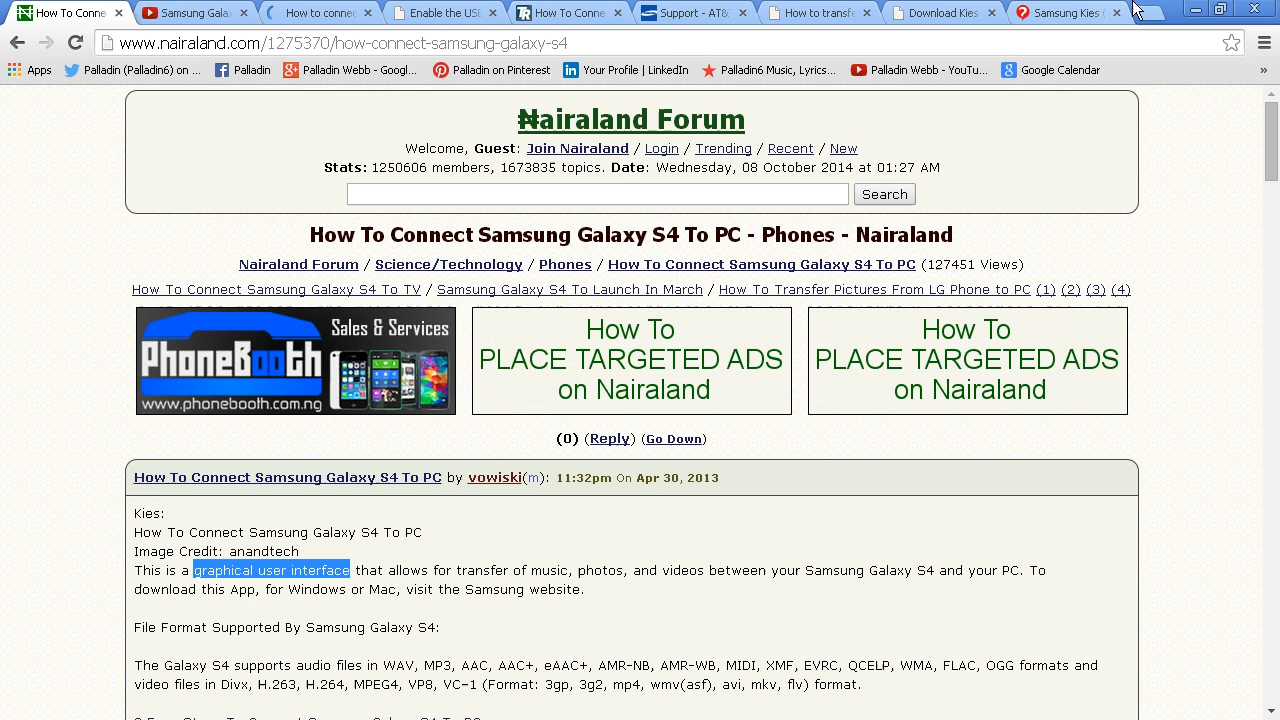 How To Conne
Samsung Gala
How to connec
Enable the USE
How To Conne
Support - A
How to transfe
Download Kies
Samsung Kies (
www.nairaland.com/1275370/how-connect-samsung-galaxy-s4
Apps Palladin (Palladin6) on ... Palladin Palladin Webb - Googl... Palladin on Pinterest Your Profile | LinkedIn Palladin Music, Lyrics... Palladin Webb - YouTu... Google Calendar »
₦airaland Forum
Welcome, Guest: Join Nairaland / Login / Trending / Recent / New
Stats: 1250606 members, 1673835 topics. Date: Wednesday, 08 October 2014 at 01:27 AM
Search
How To Connect Samsung Galaxy S4 To PC - Phones - Nairaland
Nairaland Forum / Science/Technology / Phones / How To Connect Samsung Galaxy S4 To PC (127451 Views)
How To Connect Samsung Galaxy S4 To TV / Samsung Galaxy S4 To Launch In March / How To Transfer Pictures From LG Phone to PC (1) (2) (3) (4)
PhoneBooth Sales & Services
www.phonebooth.com.ng
How To
PLACE TARGETED ADS
on Nairaland
How To
PLACE TARGETED ADS
on Nairaland
(0) (Reply) (Go Down)
How To Connect Samsung Galaxy S4 To PC by vowiski(m): 11:32pm On Apr 30, 2013
Kies:
How To Connect Samsung Galaxy S4 To PC
Image Credit: anandtech
This is a graphical user interface that allows for transfer of music, photos, and videos between your Samsung Galaxy S4 and your PC. To
download this App, for Windows or Mac, visit the Samsung website.
File Format Supported By Samsung Galaxy S4:
The Galaxy S4 supports audio files in WAV, MP3, AAC, AAC+, eAAC+, AMR-NB, AMR-WB, MIDI, XMF, EVRC, QCELP, WMA, FLAC, OGG formats and
video files in Divx, H.263, H.264, MPEG4, VP8, VC-1 (Format: 3gp, 3g2, mp4, wmv(asf), avi, mkv, flv) format.